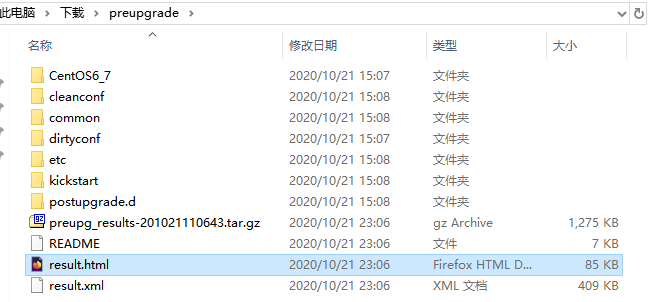 此电脑 下载 preupgrade
名称 修改日期 类型 大小
CentOS6_7 2020/10/21 15:07 文件夹
cleanconf 2020/10/21 15:08 文件夹
common 2020/10/21 15:08 文件夹
dirtyconf 2020/10/21 15:07 文件夹
etc 2020/10/21 15:08 文件夹
kickstart 2020/10/21 15:08 文件夹
postupgrade.d 2020/10/21 15:08 文件夹
preupg_results-201021110643.tar.gz 2020/10/21 23:06 gz Archive 1,275 KB
README 2020/10/21 23:06 文件 7 KB
result.html 2020/10/21 23:06 Firefox HTML D... 85 KB
result.xml 2020/10/21 23:06 XML 文档 409 KB